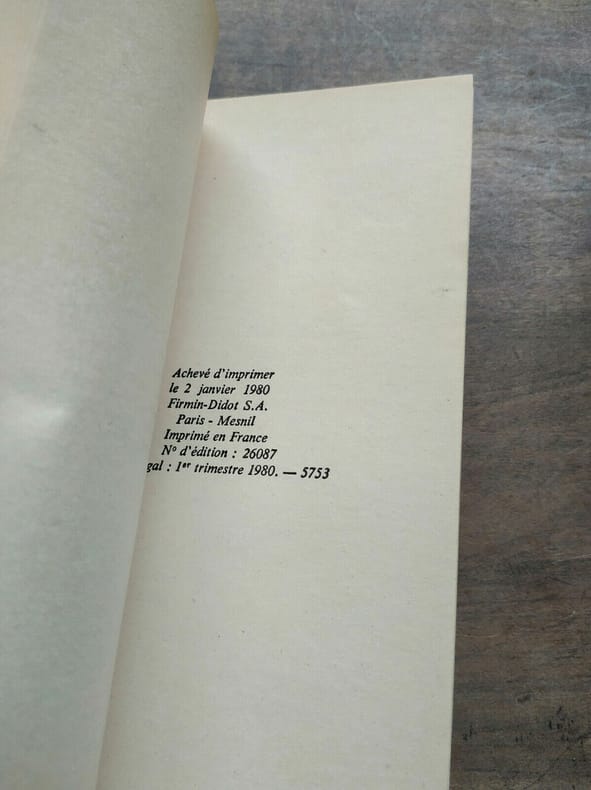 Achevé d'imprimer
le 2 janvier 1980
Firmin-Didot S.A.
Paris - Mesnil
Imprimé en France
N° d'édition : 26087
gal : 1er trimestre 1980. — 5753